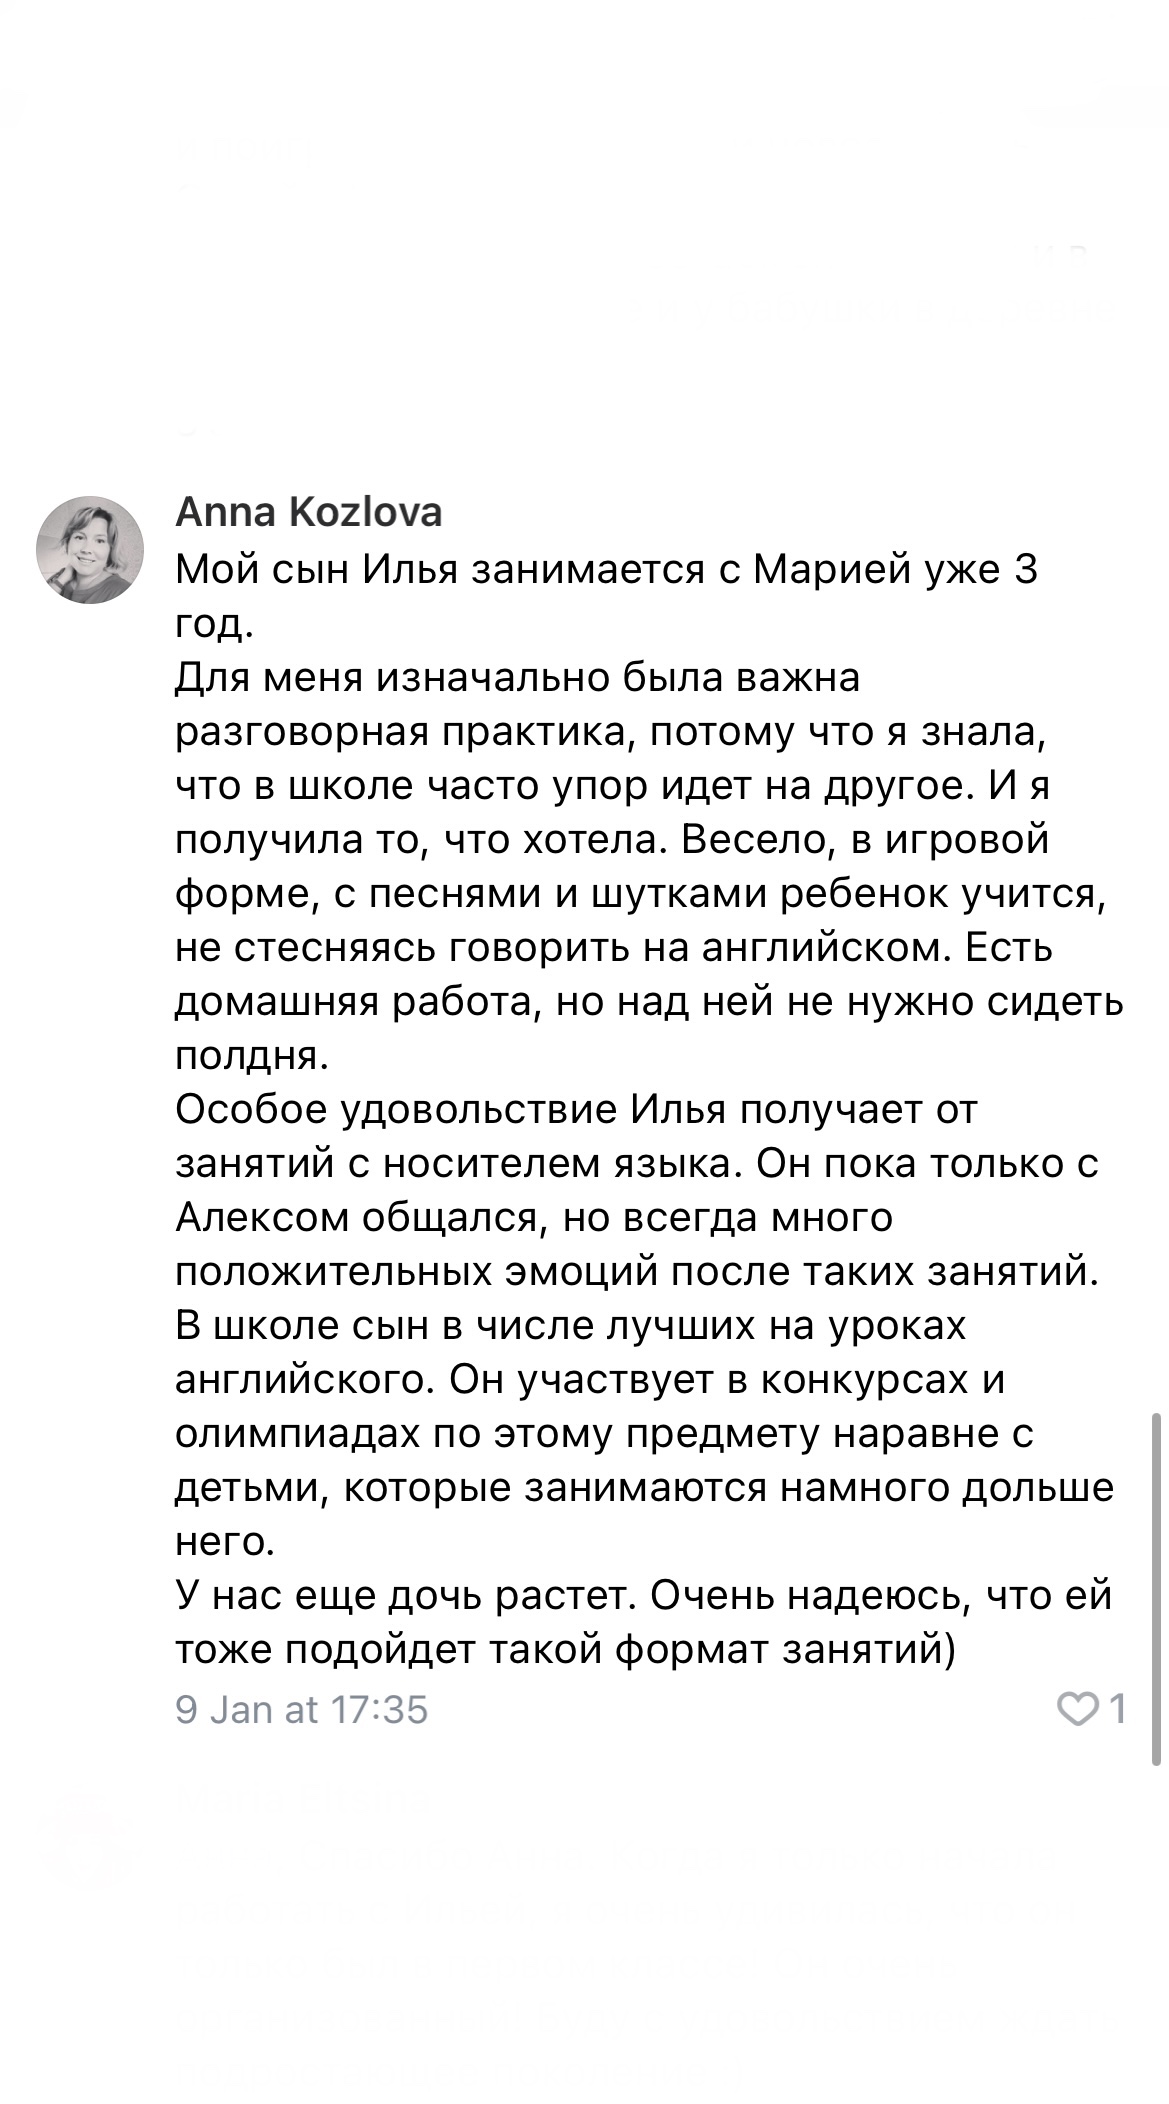 Anna Kozlova
Мой сын Илья занимается с Марией уже 3
год.
Для меня изначально была важна
разговорная практика, потому что я знала,
что в школе часто упор идет на другое. И я
получила то, что хотела. Весело, в игровой
форме, с песнями и шутками ребенок учится,
не стесняясь говорить на английском. Есть
домашняя работа, но над ней не нужно сидеть
полдня.
Особое удовольствие Илья получает от
занятий с носителем языка. Он пока только с
Алексом общался, но всегда много
положительных эмоций после таких занятий.
В школе сын в числе лучших на уроках
английского. Он участвует в конкурсах и
олимпиадах по этому предмету наравне с
детьми, которые занимаются намного дольше
него.
У нас еще дочь растет. Очень надеюсь, что ей
тоже подойдет такой формат занятий)
9 Jan at 17:35
1